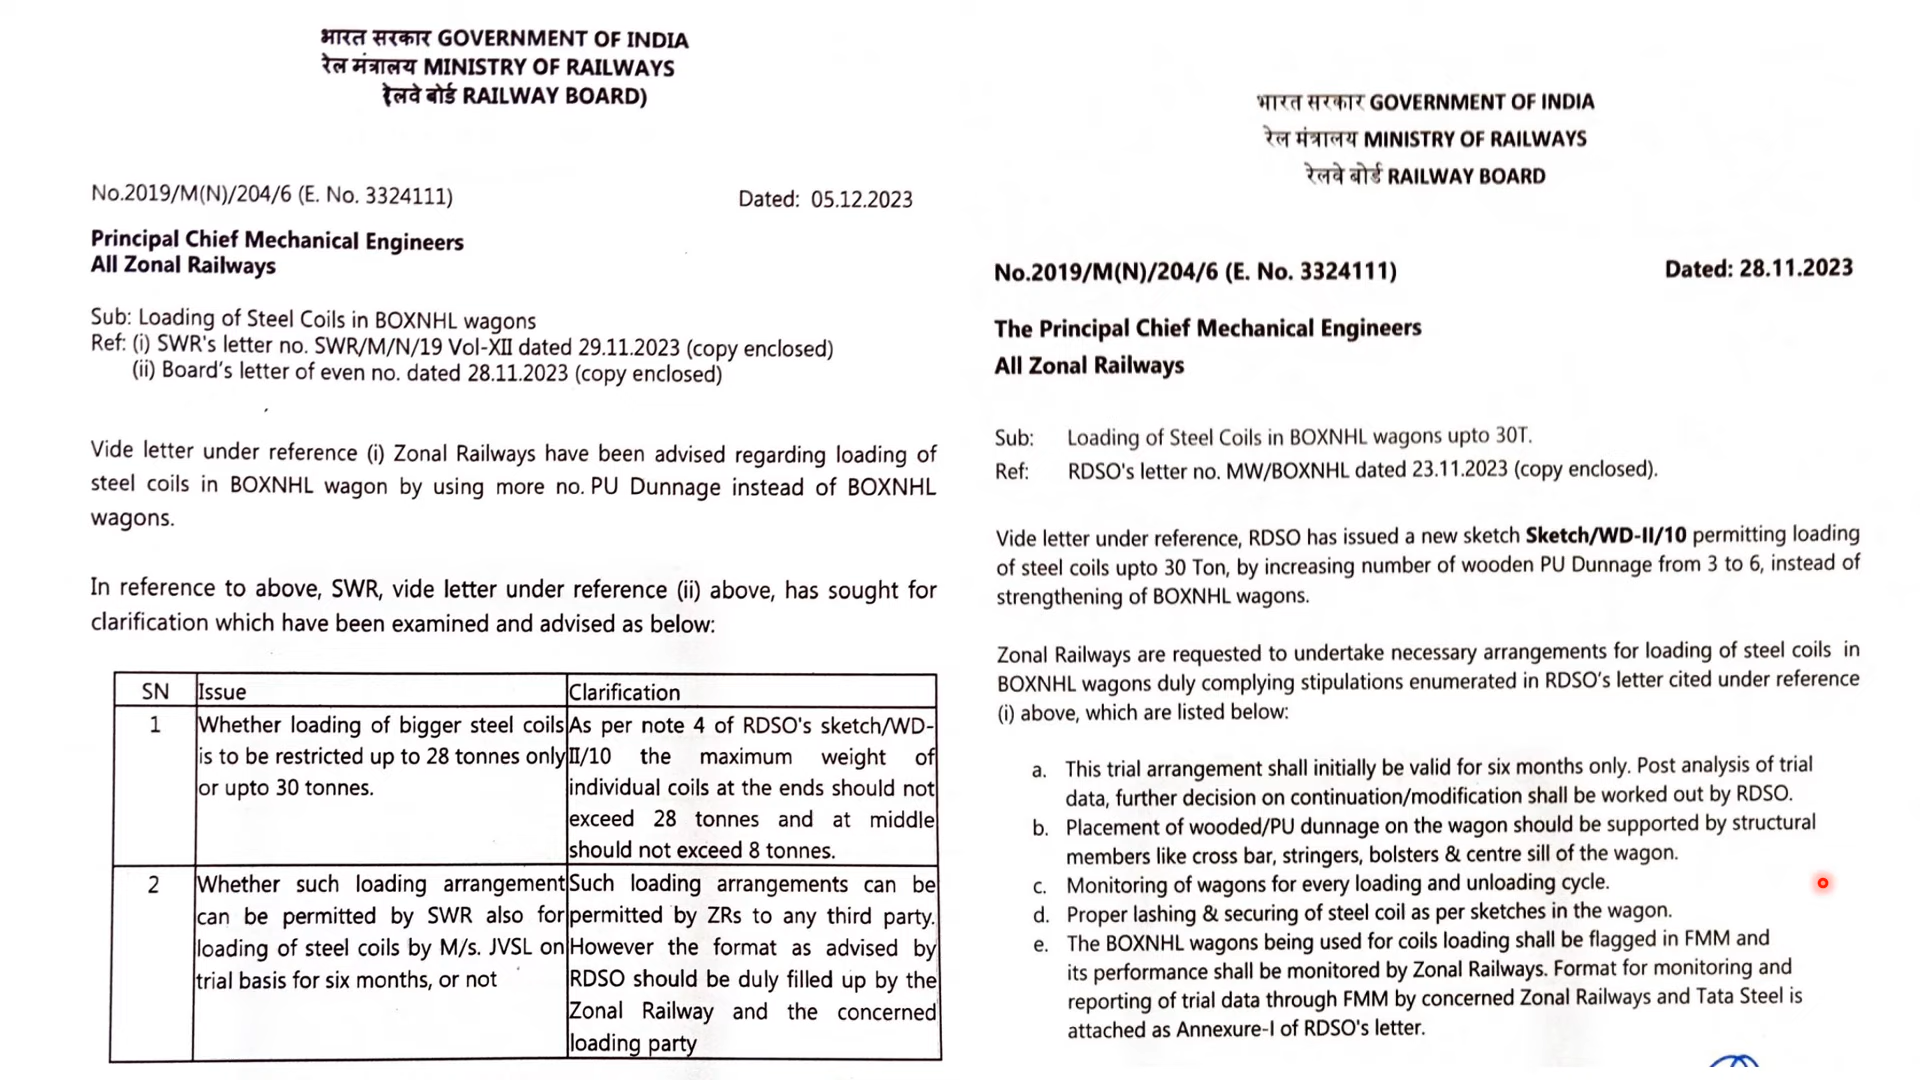 भारत सरकार GOVERNMENT OF INDIA
रेल मंत्रालय MINISTRY OF RAILWAYS
रेलवे बोर्ड RAILWAY BOARD)
No.2019/M(N)/204/6 (E. No. 3324111) Dated: 05.12.2023
Principal Chief Mechanical Engineers
All Zonal Railways
Sub: Loading of Steel Coils in BOXNHL wagons
Ref: (i) SWR's letter no. SWR/M/N/19 Vol-XII dated 29.11.2023 (copy enclosed)
(ii) Board's letter of even no. dated 28.11.2023 (copy enclosed)
Vide letter under reference (i) Zonal Railways have been advised regarding loading of
steel coils in BOXNHL wagon by using more no. PU Dunnage instead of BOXNHL
wagons.
In reference to above, SWR, vide letter under reference (ii) above, has sought for
clarification which have been examined and advised as below:
SN Issue Clarification
1 Whether loading of bigger steel coils As per note 4 of RDSO's sketch/WD-
is to be restricted up to 28 tonnes only II/10 the maximum weight of
or upto 30 tonnes. individual coils at the ends should not
exceed 28 tonnes and at middle
should not exceed 8 tonnes.
2 Whether such loading arrangement Such loading arrangements can be
can be permitted by SWR also for permitted by ZRs to any third party.
loading of steel coils by M/s. JVSL on However the format as advised by
trial basis for six months, or not RDSO should be duly filled up by the
Zonal Railway and the concerned
loading party
भारत सरकार GOVERNMENT OF INDIA
रेल मंत्रालय MINISTRY OF RAILWAYS
रेलवे बोर्ड RAILWAY BOARD
No.2019/M(N)/204/6 (E. No. 3324111) Dated: 28.11.2023
The Principal Chief Mechanical Engineers
All Zonal Railways
Sub: Loading of Steel Coils in BOXNHL wagons upto 30T.
Ref: RDSO's letter no. MW/BOXNHL dated 23.11.2023 (copy enclosed).
Vide letter under reference, RDSO has issued a new sketch Sketch/WD-II/10 permitting loading
of steel coils upto 30 Ton, by increasing number of wooden PU Dunnage from 3 to 6, instead of
strengthening of BOXNHL wagons.
Zonal Railways are requested to undertake necessary arrangements for loading of steel coils in
BOXNHL wagons duly complying stipulations enumerated in RDSO's letter cited under reference
(i) above, which are listed below:
a. This trial arrangement shall initially be valid for six months only. Post analysis of trial
data, further decision on continuation/modification shall be worked out by RDSO.
b. Placement of wooded/PU dunnage on the wagon should be supported by structural
members like cross bar, stringers, bolsters & centre sill of the wagon.
c. Monitoring of wagons for every loading and unloading cycle.
d. Proper lashing & securing of steel coil as per sketches in the wagon.
e. The BOXNHL wagons being used for coils loading shall be flagged in FMM and
its performance shall be monitored by Zonal Railways. Format for monitoring and
reporting of trial data through FMM by concerned Zonal Railways and Tata Steel is
attached as Annexure-I of RDSO's letter.